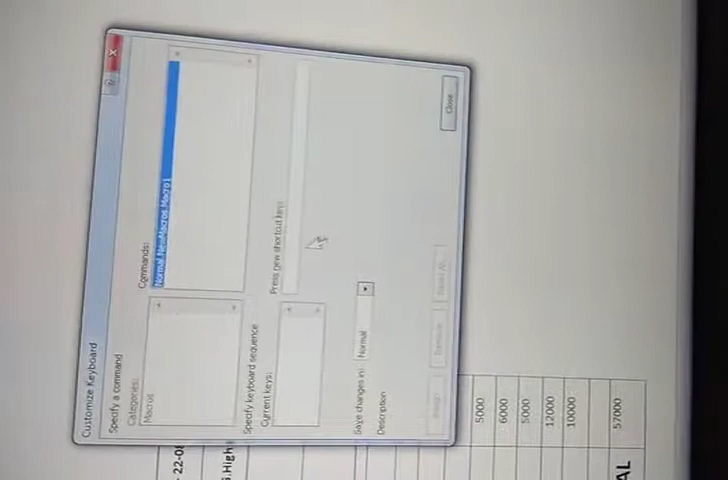 Customize Keyboard
?
X
Specify a command
Categories:
Commands:
Macros
Normal.NewMacros.Macro1
Specify keyboard sequence
Current keys:
Press new shortcut key:
Save changes in:
Normal
Description
Close
22-08
5000
6000
5000
12000
10000
57000
AL